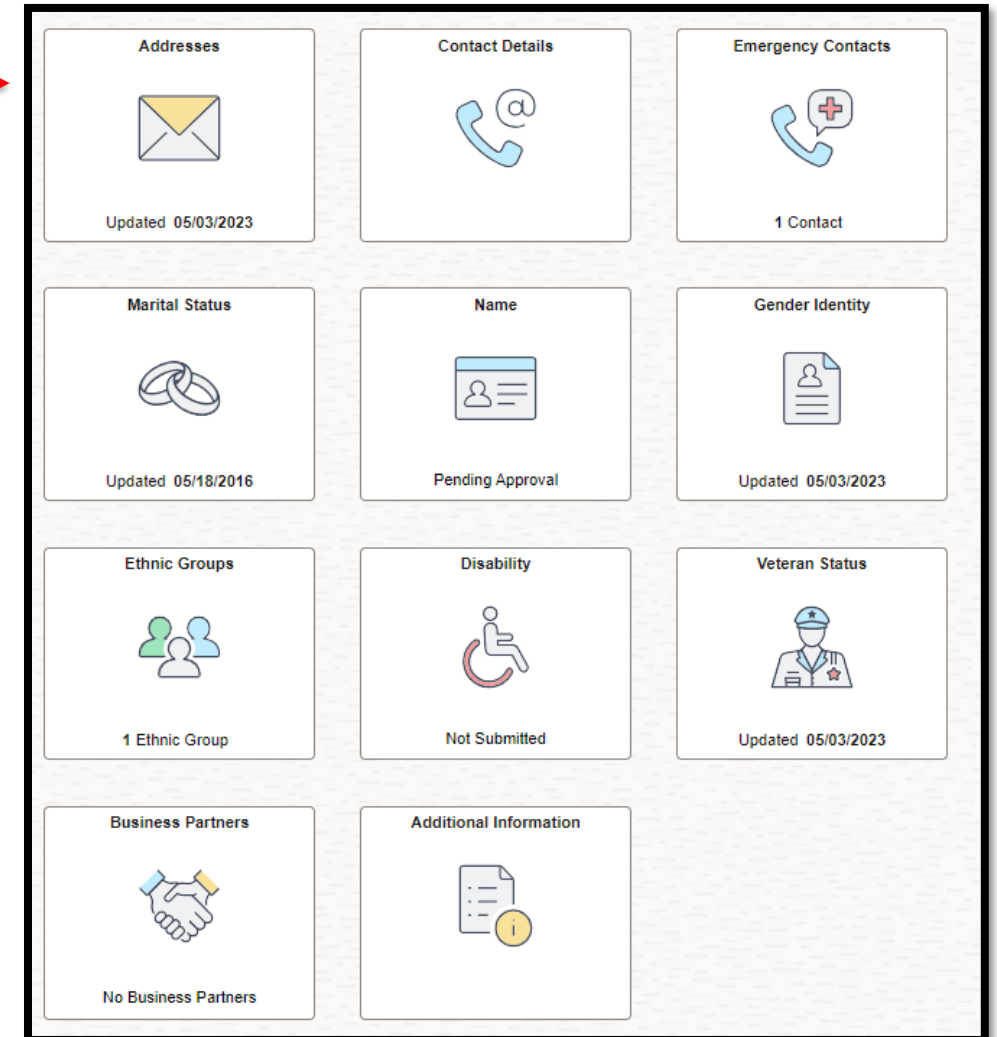 Addresses
Contact Details
Emergency Contacts
@
Updated 05/03/2023
1 Contact
Marital Status
Name
Gender Identity
Updated 05/18/2016
Pending Approval
Updated 05/03/2023
Ethnic Groups
Disability
Veteran Status
1 Ethnic Group
Not Submitted
Updated 05/03/2023
Business Partners
Additional Information
i
No Business Partners